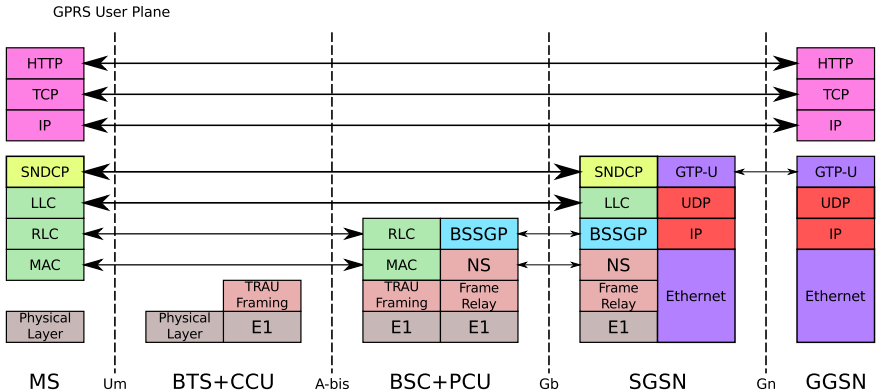 GPRS User Plane
HTTP HTTP
TCP TCP
IP IP
SNDCP SNDCP GTP-U GTP-U
LLC LLC UDP UDP
RLC RLC BSSGP BSSGP IP IP
MAC MAC NS NS
TRAU
Framing
TRAU
Framing
Frame
Relay
Frame
Relay
Ethernet Ethernet
Physical
Layer
Physical
Layer
E1 E1 E1 E1
MS Um BTS+CCU A-bis BSC+PCU Gb SGSN Gn GGSN